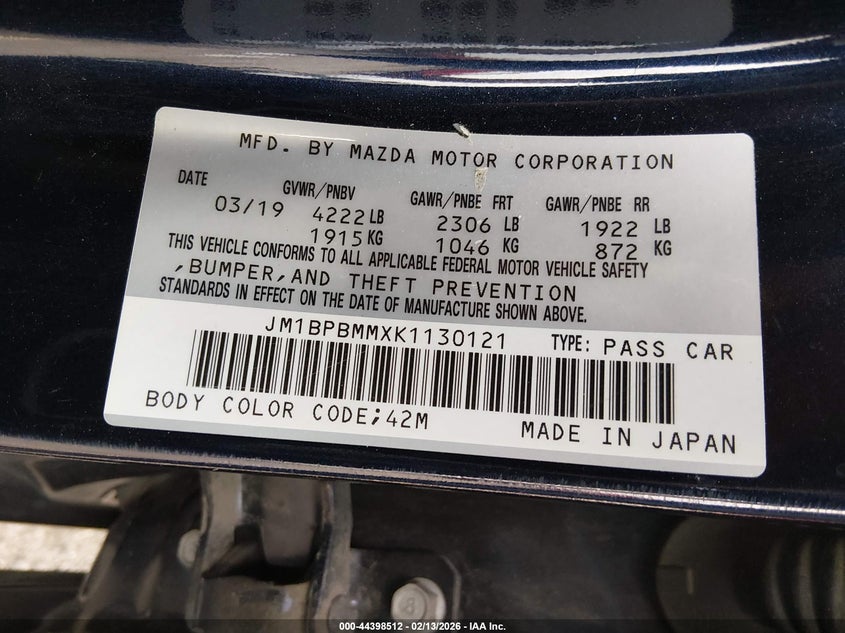 MFD. BY MAZDA MOTOR CORPORATION
DATE GVWR/PNBV GAWR/PNBE FRT GAWR/PNBE RR
03/19 4222 LB 2306 LB 1922 LB
1915 KG 1046 KG 872 KG
THIS VEHICLE CONFORMS TO ALL APPLICABLE FEDERAL MOTOR VEHICLE SAFETY
,BUMPER,AND THEFT PREVENTION
STANDARDS IN EFFECT ON THE DATE OF MANUFACTURE SHOWN ABOVE.
JM1BPBMMXK1130121 TYPE: PASS CAR
BODY COLOR CODE;42M
MADE IN JAPAN
8
000-44398512 - 02/13/2026 - IAA Inc.